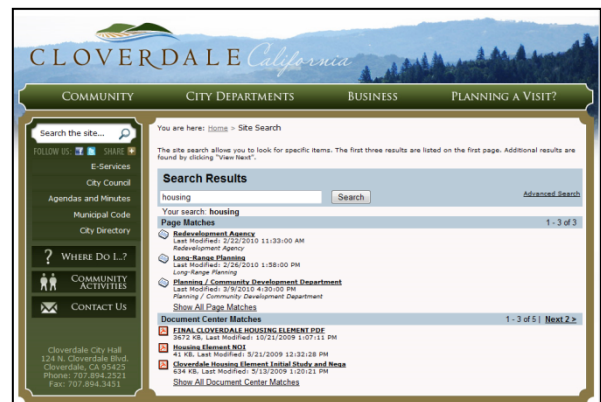 CLOVERDALE California
COMMUNITY CITY DEPARTMENTS BUSINESS PLANNING A VISIT?
Search the site...
FOLLOW US: SHARE
E-Services
City Council
Agendas and Minutes
Municipal Code
City Directory
? WHERE DO I..?
COMMUNITY
ACTIVITIES
CONTACT US
Cloverdale City Hall
124 N. Cloverdale Blvd.
Cloverdale, CA 95425
Phone: 707.894.2521
Fax: 707.894.3451
You are here: Home > Site Search
The site search allows you to look for specific items. The first three results are listed on the first page. Additional results are
found by clicking "View Next".
Search Results
housing Search Advanced Search
Your search: housing
Page Matches 1 - 3 of 3
Redevelopment Agency
Last Modified: 2/22/2010 11:33:00 AM
Redevelopment Agency
Long-Range Planning
Last Modified: 2/26/2010 1:58:00 PM
Long-Range Planning
Planning / Community Development Department
Last Modified: 3/9/2010 4:30:00 PM
Planning / Community Development Department
Show All Page Matches
Document Center Matches 1 - 3 of 5 | Next 2 >
FINAL CLOVERDALE HOUSING ELEMENT PDF
3672 KB, Last Modified: 10/21/2009 1:07:11 PM
Housing Element NOI
41 KB, Last Modified: 5/21/2009 12:32:28 PM
Cloverdale Housing Element Initial Study and Nega
634 KB, Last Modified: 5/13/2009 1:20:21 PM
Show All Document Center Matches